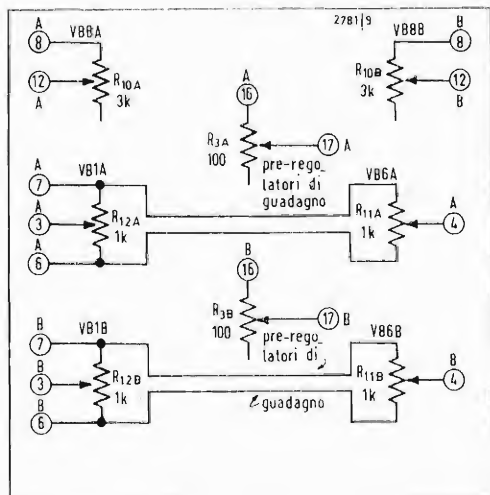 2781/9
A
8
VB8A
12
A
R10A
3k
VB8B
B
8
R10B
3k
12
B
A
16
R3A
100
17 A
pre-rego_
latori di
guadagno
A
7
VB1A
A
3
R12A
1k
A
6
VB6A
R11A
1k
A
4
B
16
R3B
100
17 B
pre-rego_
latori di
guadagno
B
7
VB1B
B
3
R12B
1k
B
6
VB6B
R11B
1k
B
4